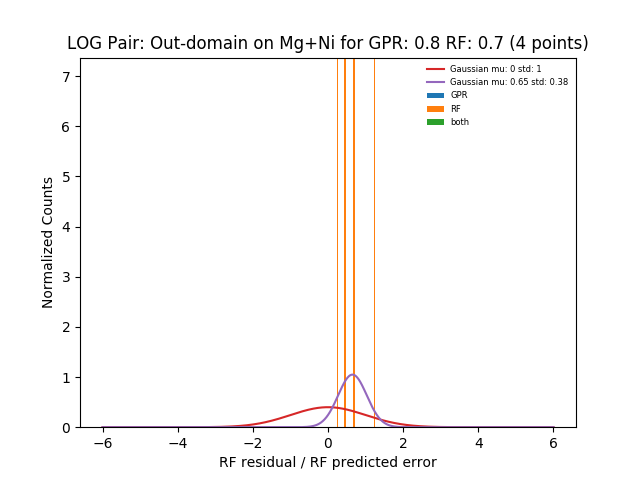 LOG Pair: Out-domain on Mg+Ni for GPR: 0.8 RF: 0.7 (4 points)
Gaussian mu: 0 std: 1
Gaussian mu: 0.65 std: 0.38
GPR
RF
both
Normalized Counts
7
6
5
4
3
2
1
0
−6 −4 −2 0 2 4 6
RF residual / RF predicted error